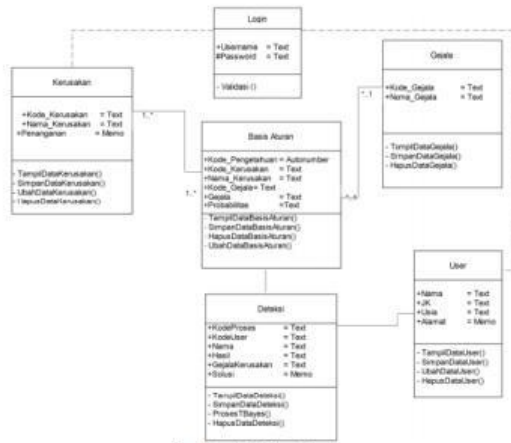 Login
+Username = Text
#Password = Text
- Validasi ()
Kerusakan
+Kode_Kerusakan = Text
+Nama_Kerusakan = Text
+Penanganan = Memo
- TampilDataKerusakan()
- SimpanDataKerusakan()
- UbahDataKerusakan()
- HapusDataKerusakan()
Gejala
+Kode_Gejala = Text
+Nama_Gejala = Text
- TampilDataGejala()
- SimpanDataGejala()
- HapusDataGejala()
1..*
*..1
Basis Aturan
+Kode_Pengetahuan = Autonumber
+Kode_Kerusakan = Text
+Nama_Kerusakan = Text
+Kode_Gejala= Text
+Gejala = Text
+Probabilitas =Text
- TampilDataBasisAturan()
- SimpanDataBasisAturan()
- HapusDataBasisAturan()
- UbahDataBasisAturan()
1..*
User
+Nama = Text
+JK = Text
+Usia = Text
+Alamat = Memo
- TampilDataUser()
- SimpanDataUser()
- UbahDataUser()
- HapusDataUser()
Deteksi
+KodeProses = Text
+KodeUser = Text
+Nama = Text
+Hasil = Text
+GejalaKerusakan = Text
+Solusi = Memo
- TampilDataDeteksi()
- SimpanDataDeteksi()
- ProsesTBayes()
- HapusDataDeteksi()